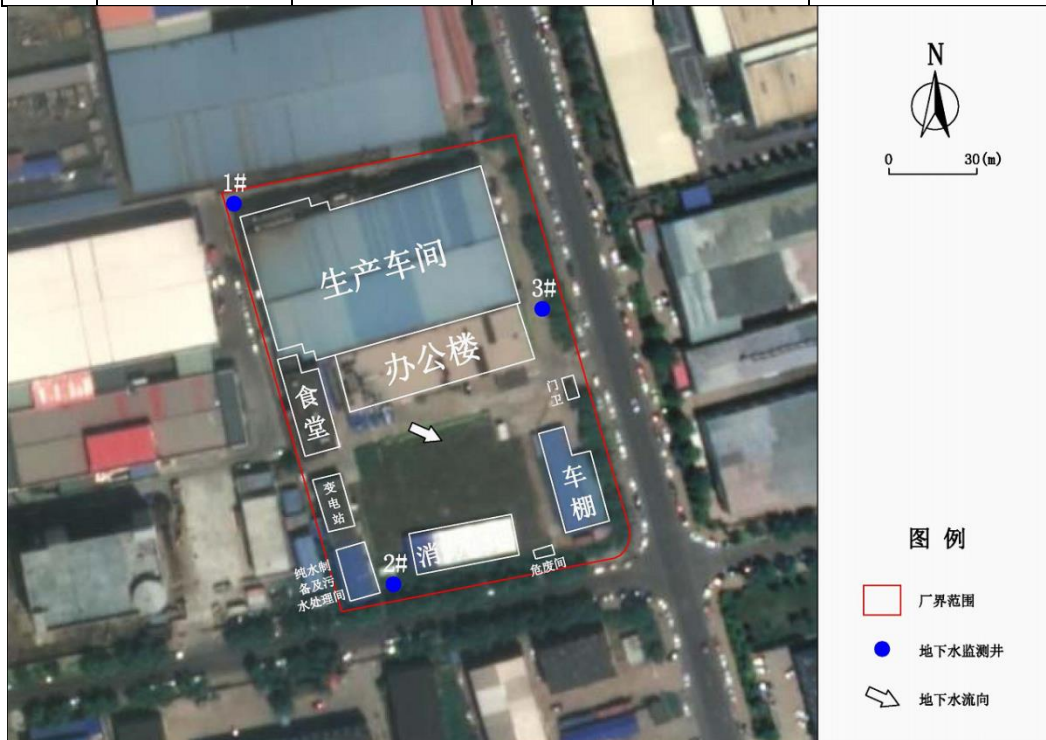 N
0 30(m)
1#
生产车间
3#
办公楼
门
卫
食
堂
变
电
站
车
棚
消
2#
危废间
纯水制
备及污
水处理间
图 例
厂界范围
地下水监测井
地下水流向